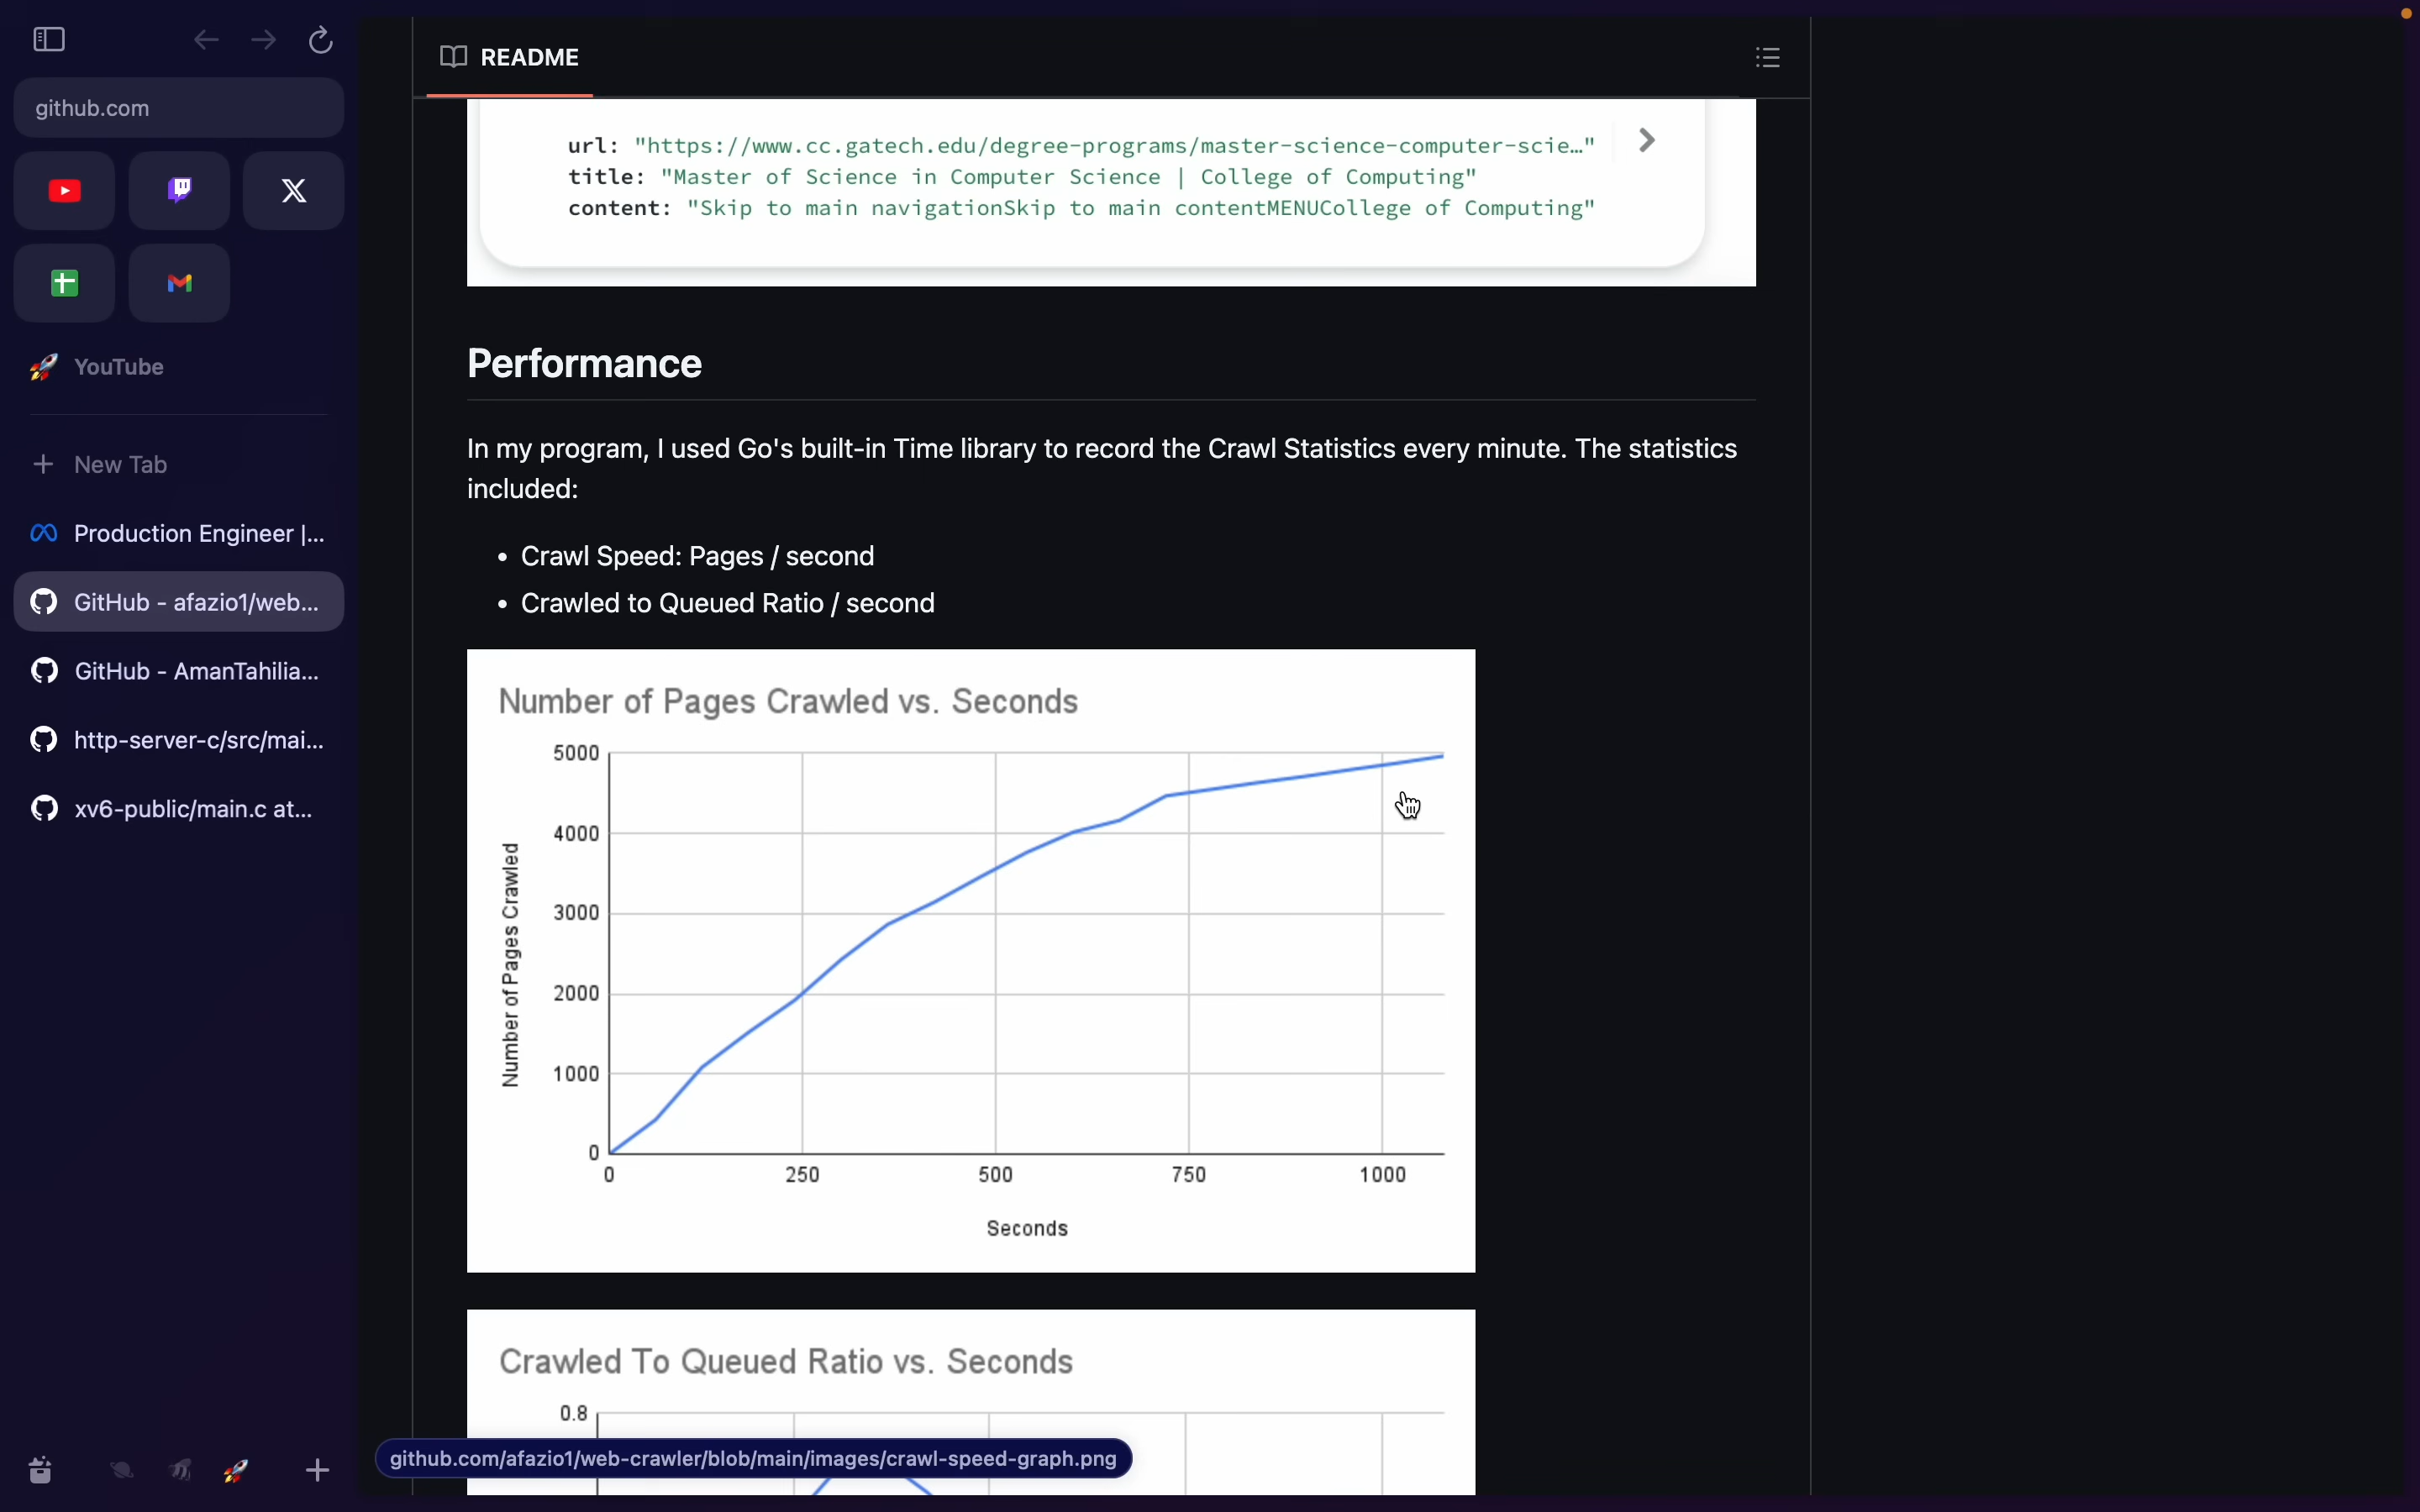 github.com
YouTube
New Tab
Production Engineer |...
GitHub - afazio1/web...
GitHub - AmanTahilia...
http-server-c/src/mai...
xv6-public/main.c at...
README
url: "https://www.cc.gatech.edu/degree-programs/master-science-computer-scie…"
title: "Master of Science in Computer Science | College of Computing"
content: "Skip to main navigationSkip to main contentMENUCollege of Computing"
Performance
In my program, I used Go's built-in Time library to record the Crawl Statistics every minute. The statistics
included:
• Crawl Speed: Pages / second
• Crawled to Queued Ratio / second
Number of Pages Crawled vs. Seconds
Number of Pages Crawled
5000
4000
3000
2000
1000
0
0 250 500 750 1000
Seconds
Crawled To Queued Ratio vs. Seconds
0.8
github.com/afazio1/web-crawler/blob/main/images/crawl-speed-graph.png